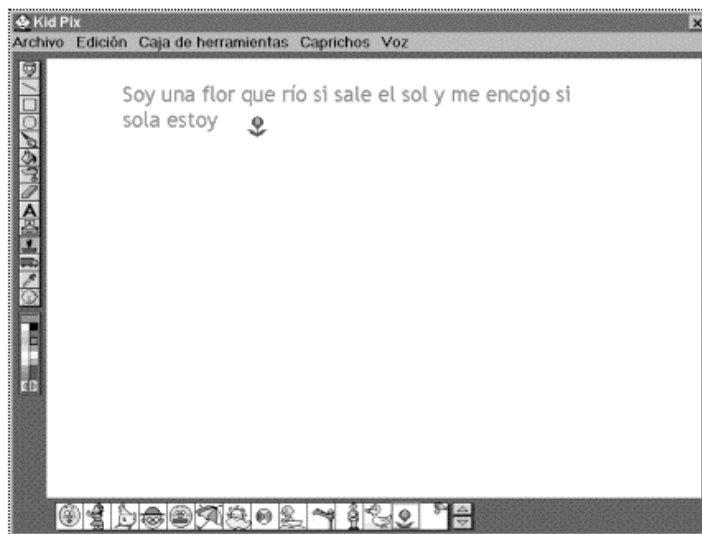 Kid Pix
Archivo Edición Caja de herramientas Caprichos Voz
Soy una flor que río si sale el sol y me encojo si
sola estoy
A